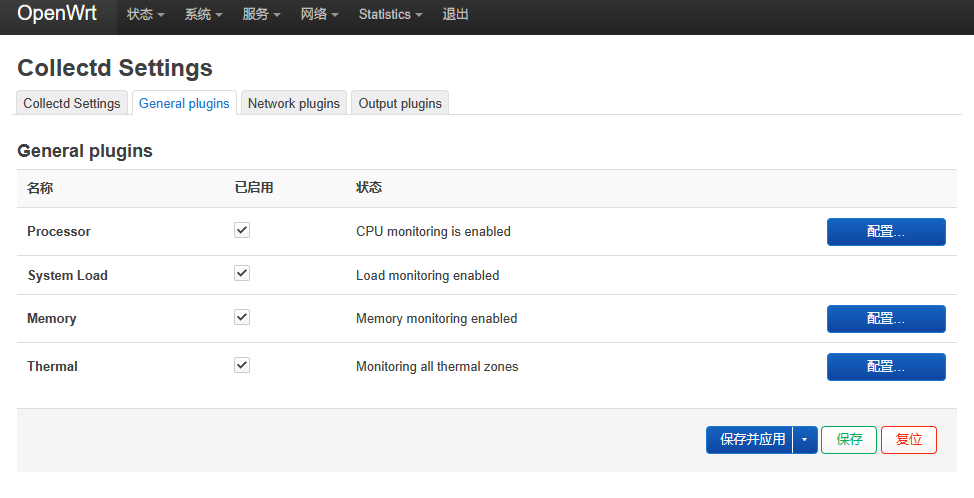 OpenWrt 状态 系统 服务 网络 Statistics 退出
Collectd Settings
Collectd Settings General plugins Network plugins Output plugins
General plugins
名称 已启用 状态
Processor CPU monitoring is enabled 配置...
System Load Load monitoring enabled
Memory Memory monitoring enabled 配置...
Thermal Monitoring all thermal zones 配置...
保存并应用 保存 复位